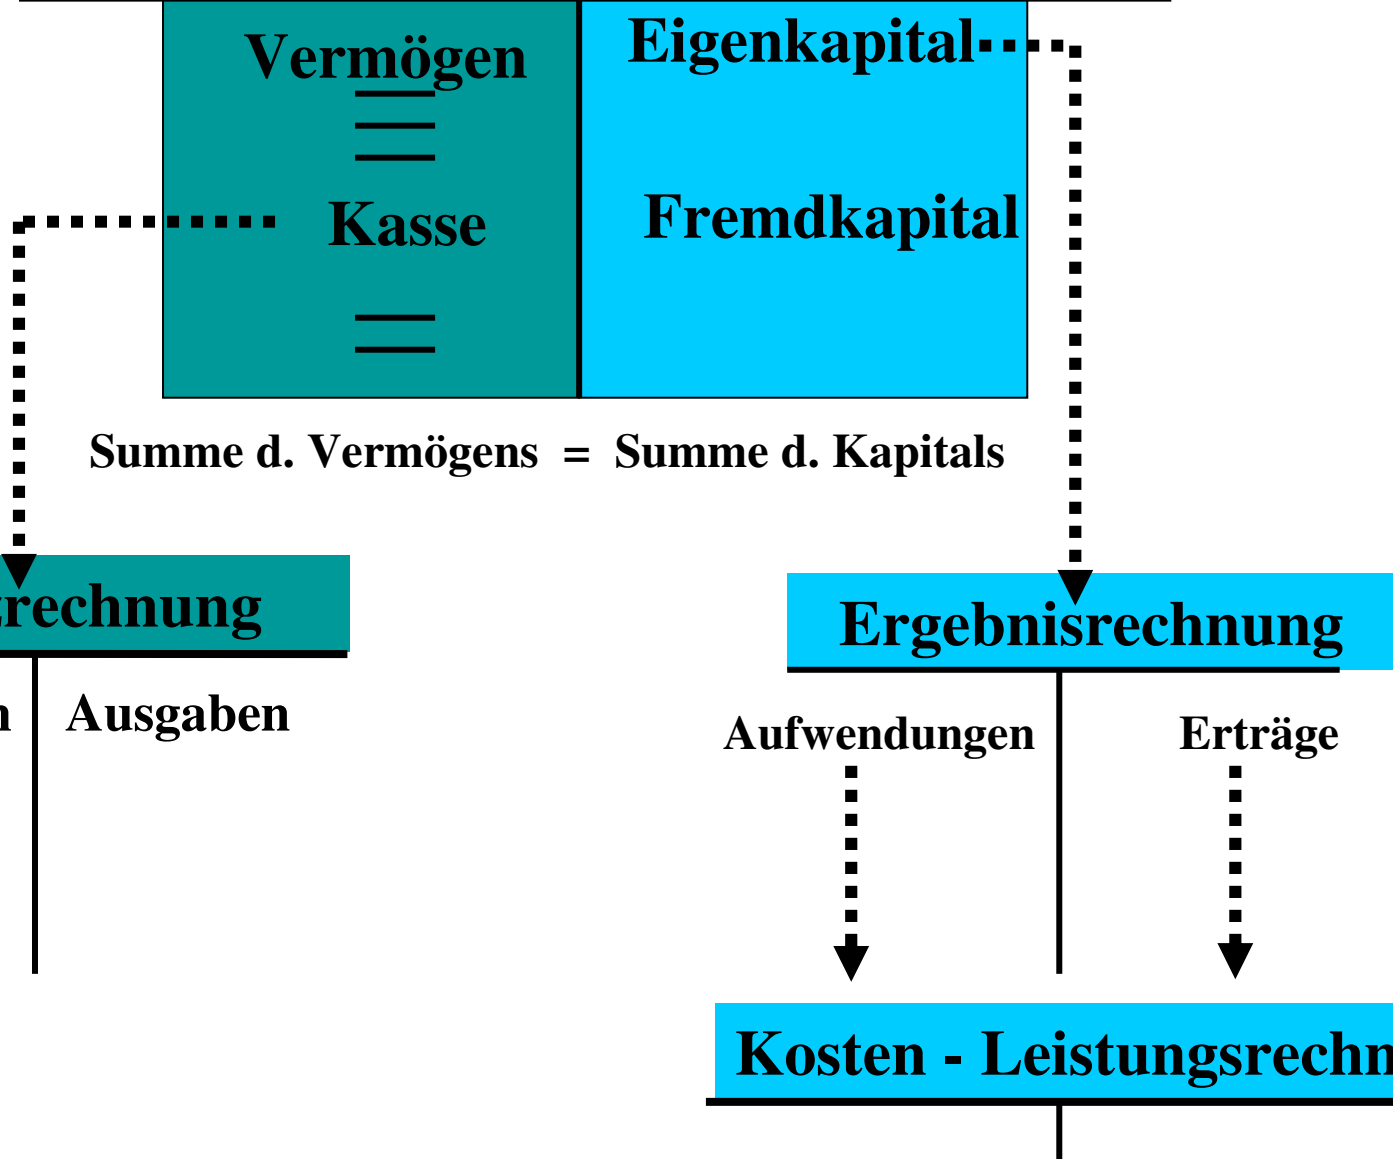 Vermögen
Eigenkapital
Kasse
Fremdkapital
Summe d. Vermögens = Summe d. Kapitals
rechnung
Ergebnisrechnung
n
Ausgaben
Aufwendungen
Erträge
Kosten - Leistungsrechn